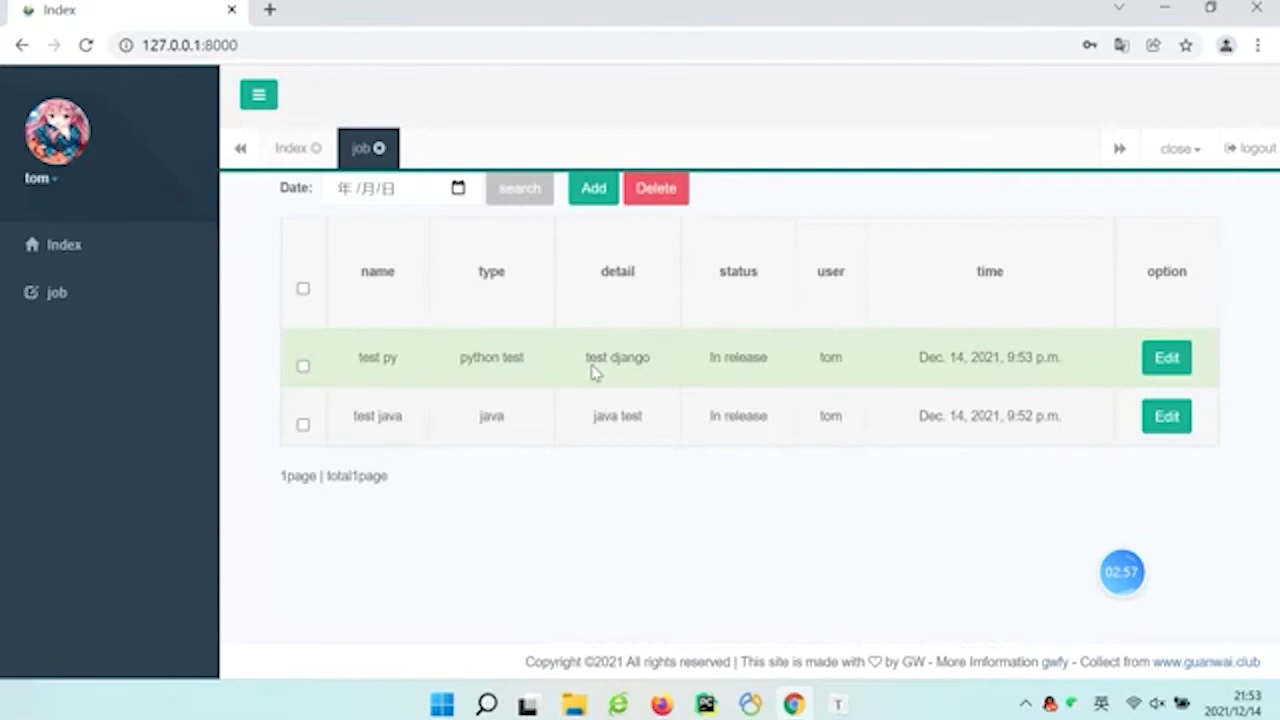 Index
127.0.0.1:8000
Index
job
close
logout
tom
Date:
年 /月/日
search
Add
Delete
Index
job
name type detail status user time option
test py python test test django In release tom Dec. 14, 2021, 9:53 p.m. Edit
test java java java test In release tom Dec. 14, 2021, 9:52 p.m. Edit
1page | total1page
02:57
Copyright ©2021 All rights reserved | This site is made with ♡ by GW - More Imformation gwfy - Collect from www.guanwai.club
英
21:53
2021/12/14